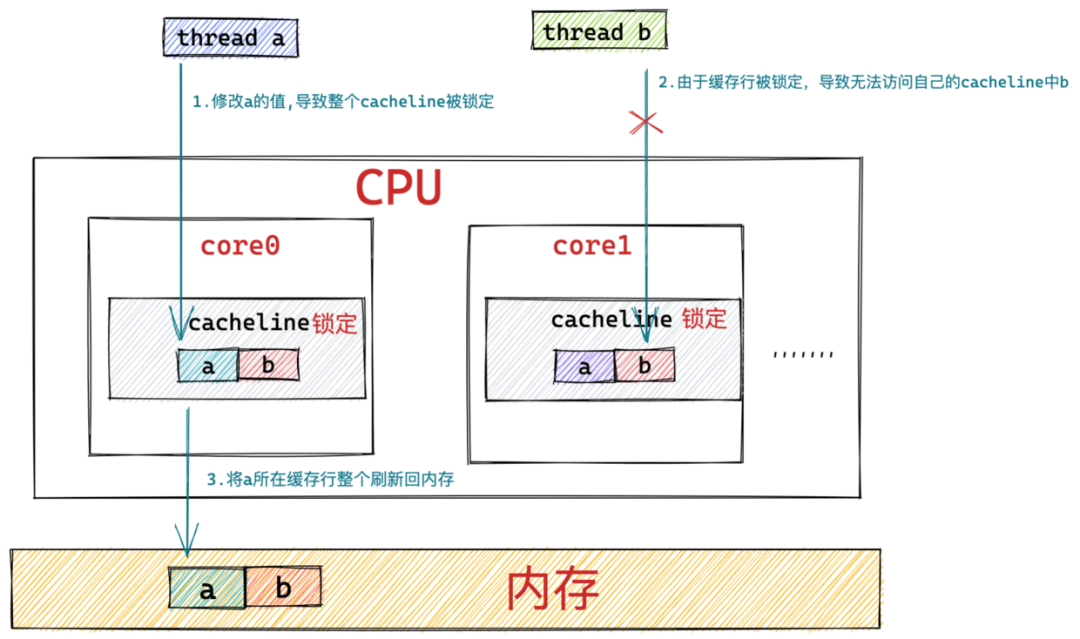 thread a
thread b
1.修改a的值,导致整个cacheline被锁定
2.由于缓存行被锁定，导致无法访问自己的cacheline中b
CPU
core0
core1
cacheline锁定
cacheline 锁定
a b
a b
.......
3.将a所在缓存行整个刷新回内存
a b
内存